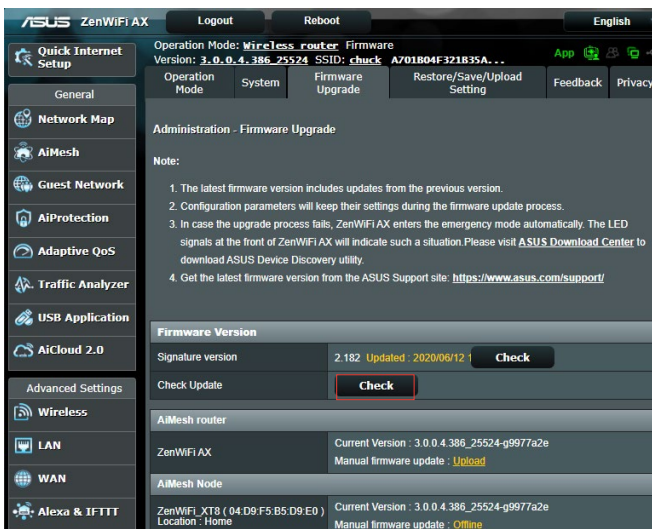 ASUS ZenWiFi AX Logout Reboot English
Quick Internet Setup
Operation Mode: Wireless router Firmware
Version: 3.0.0.4.386_25524 SSID: chuck A701B04F321B35A...
App
Operation Mode System Firmware Upgrade Restore/Save/Upload Setting Feedback Privacy
General
Network Map
AiMesh
Guest Network
AiProtection
Adaptive QoS
Traffic Analyzer
USB Application
AiCloud 2.0
Advanced Settings
Wireless
LAN
WAN
Alexa & IFTTT
Administration - Firmware Upgrade
Note:
1. The latest firmware version includes updates from the previous version.
2. Configuration parameters will keep their settings during the firmware update process.
3. In case the upgrade process fails, ZenWiFi AX enters the emergency mode automatically. The LED
signals at the front of ZenWiFi AX will indicate such a situation.Please visit ASUS Download Center to
download ASUS Device Discovery utility.
4. Get the latest firmware version from the ASUS Support site: https://www.asus.com/support/
Firmware Version
Signature version 2.182 Updated : 2020/06/12 Check
Check Update Check
AiMesh router
ZenWiFi AX
Current Version : 3.0.0.4.386_25524-g9977a2e
Manual firmware update : Upload
AiMesh Node
ZenWiFi_XT8 ( 04:D9:F5:B5:D9:E0 )
Location : Home
Current Version : 3.0.0.4.386_25524-g9977a2e
Manual firmware update : Offline